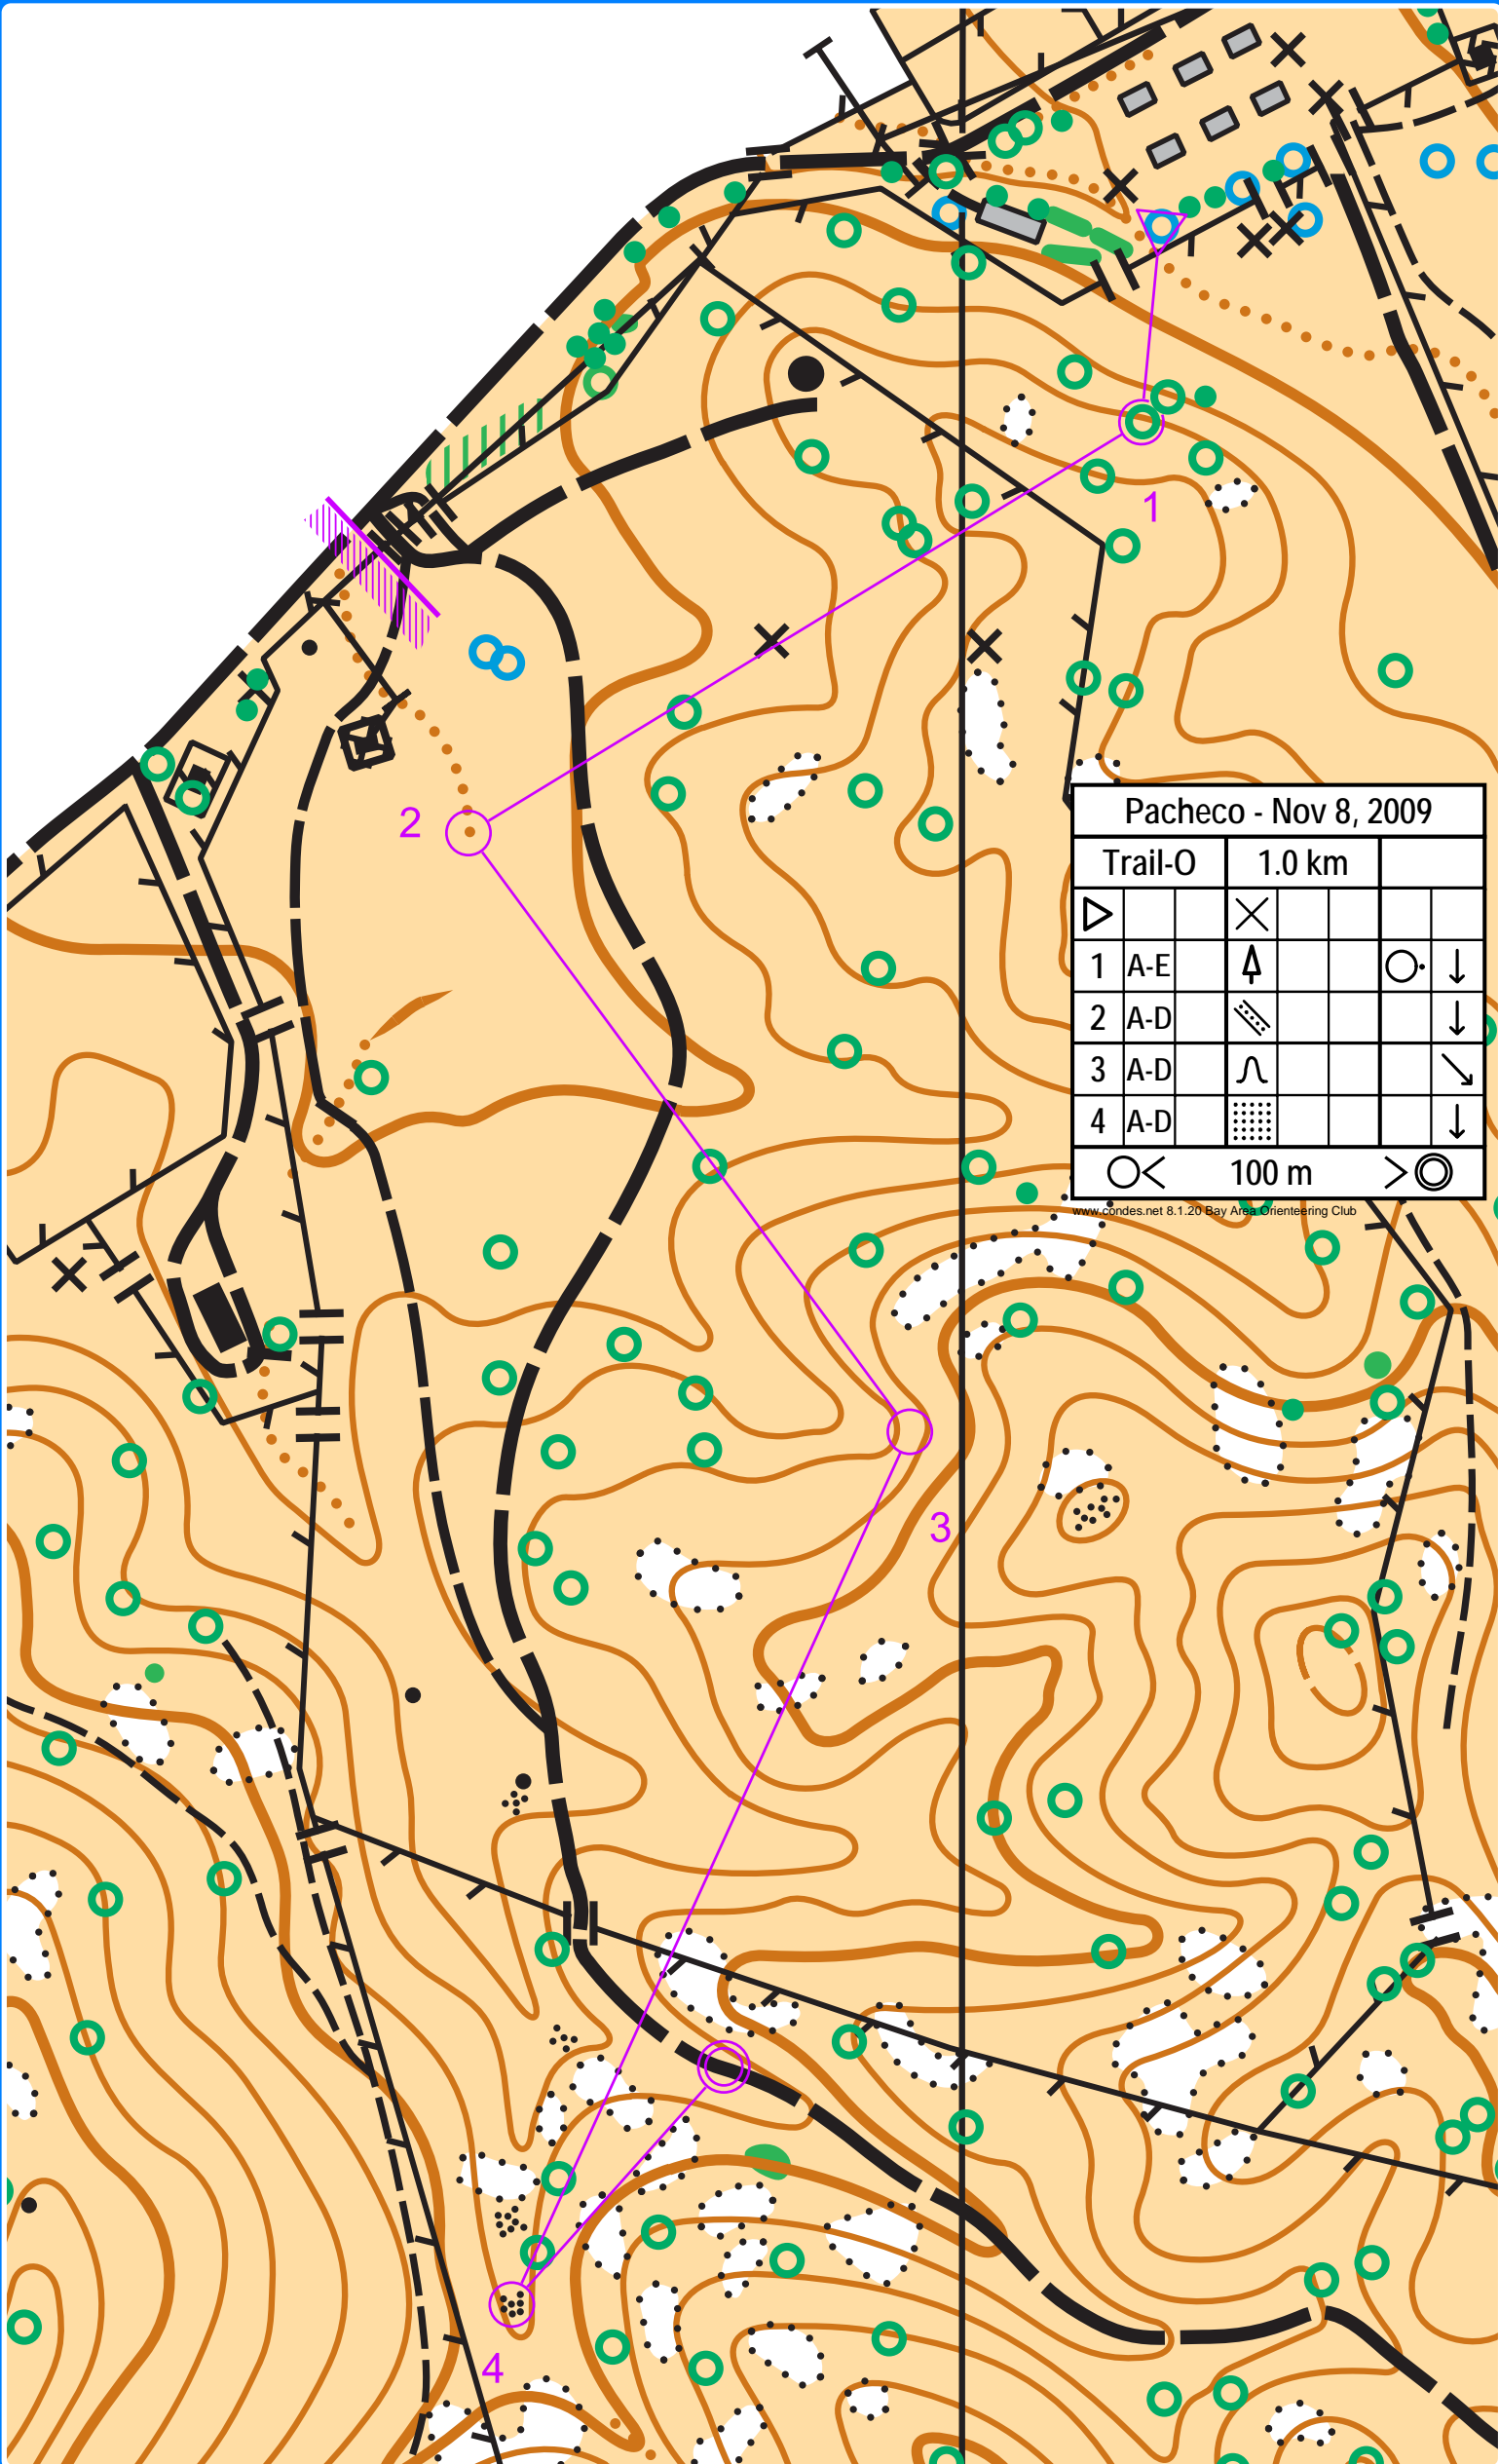 1
2
Pacheco - Nov 8, 2009
Trail-O 1.0 km
1 A-E
2 A-D
3 A-D
4 A-D
100 m
www.condes.net 8.1.20 Bay Area Orienteering Club
3
4